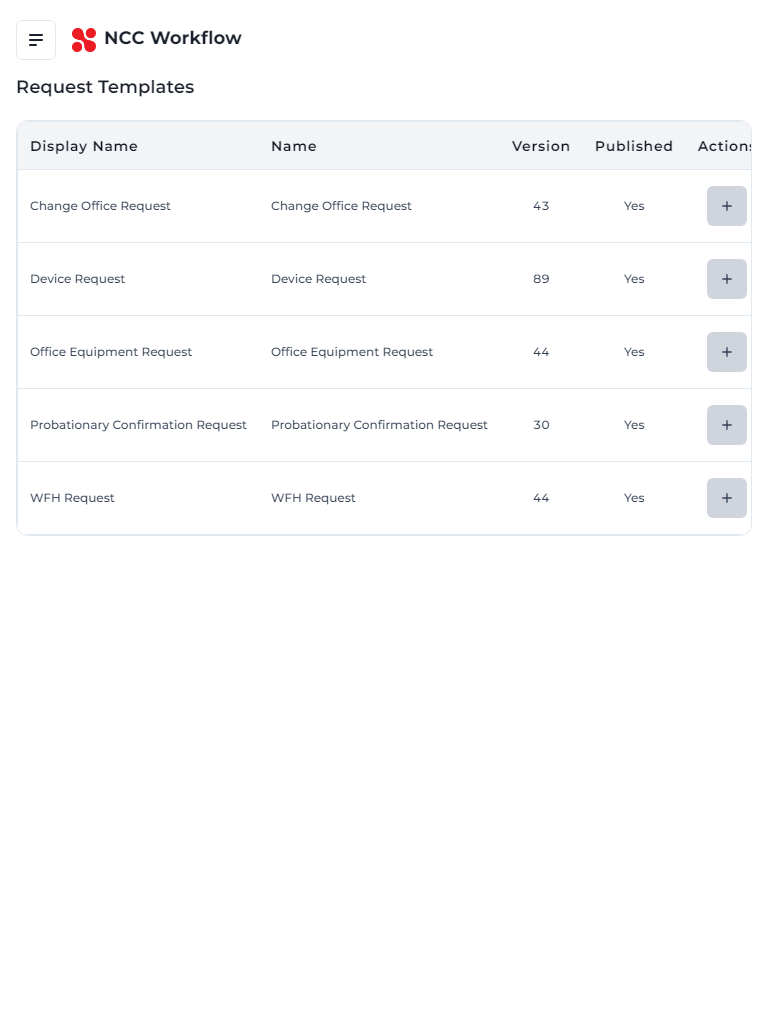 NCC Workflow
Request Templates
Display Name Name Version Published Actions
Change Office Request Change Office Request 43 Yes +
Device Request Device Request 89 Yes +
Office Equipment Request Office Equipment Request 44 Yes +
Probationary Confirmation Request Probationary Confirmation Request 30 Yes +
WFH Request WFH Request 44 Yes +